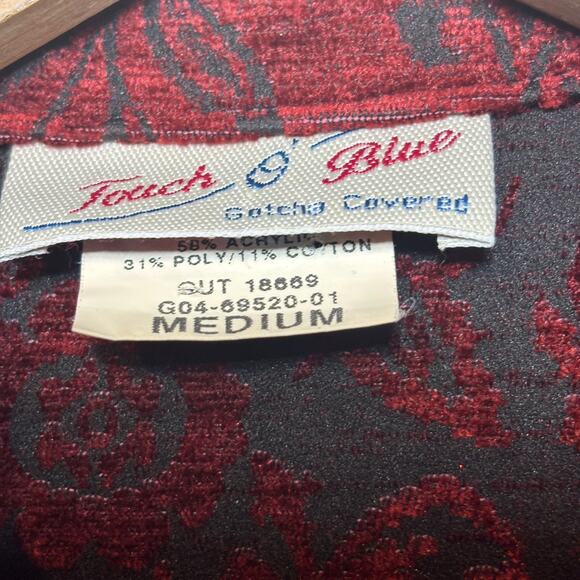 Touch O' Blue
Gotcha Covered
58% ACRYLIC
31% POLY/11% COTTON
CUT 18669
G04-69520-01
MEDIUM